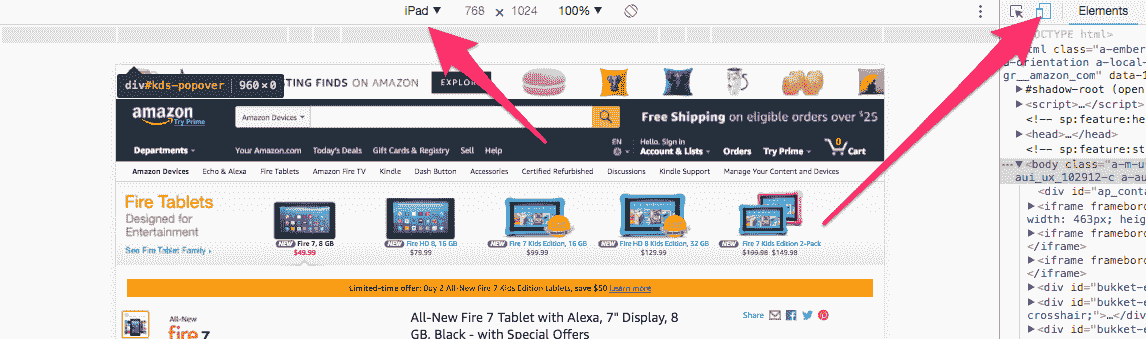 iPad ▼ 768 × 1024 100% ▼
Elements
div#kds-popover 960 × 0
STING FINDS ON AMAZON EXPLOR
amazon
Try Prime
Amazon Devices
Free Shipping on eligible orders over $25
Departments
Your Amazon.com Today's Deals Gift Cards & Registry Sell Help
EN
Hello. Sign in
Account & Lists Orders Try Prime 0 Cart
Amazon Devices Echo & Alexa Fire Tablets Amazon Fire TV Kindle Dash Button Accessories Certified Refurbished Discussions Kindle Support Manage Your Content and Devices
Fire Tablets
Designed for
Entertainment
See Fire Tablet Family ›
NEW Fire 7, 8 GB
$49.99
NEW Fire HD 8, 16 GB
$79.99
NEW Fire 7 Kids Edition, 16 GB
$99.99
NEW Fire HD 8 Kids Edition, 32 GB
$129.99
NEW Fire 7 Kids Edition 2-Pack
$199.98 $149.98
Limited-time offer: Buy 2 All-New Fire 7 Kids Edition tablets, save $50 Learn more
All-New
fire 7
All-New Fire 7 Tablet with Alexa, 7" Display, 8
GB, Black - with Special Offers
Share
OCTYPE html>
tml class="a-ember
a-orientation a-local-
gr__amazon_com" data-1
▶#shadow-root (open
▶<script>…</script>
<!-- sp:feature:he
▶<head>…</head>
<!-- sp:feature:st
…▼<body class="a-m-u
aui_ux_102912-c a-au
<div id="ap_conta
▶<iframe framebord
width: 463px; heig
</iframe>
▶<iframe framebord
</iframe>
▶<div id="bukket-e
▶<div id="bukket-e
crosshair;">…</div
▶<div id="bukket-e